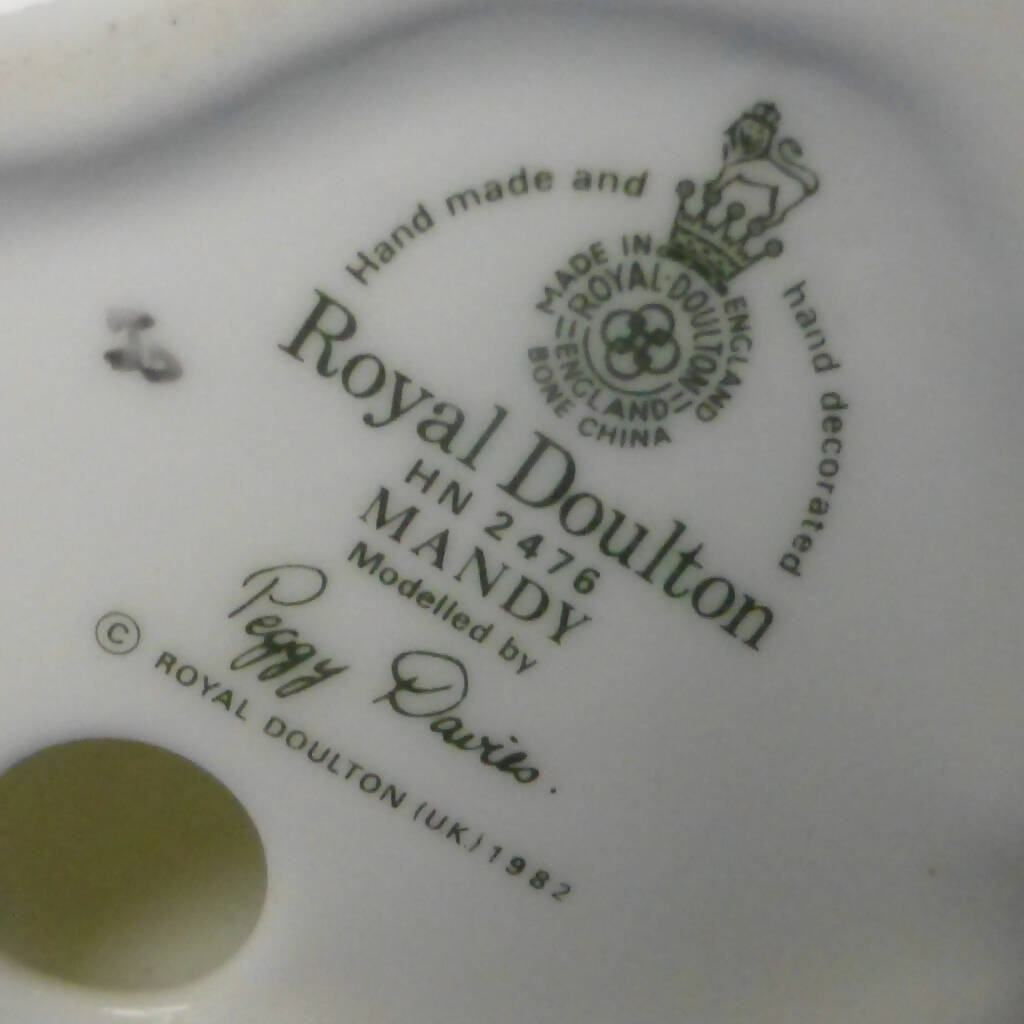 Hand made and hand decorated
MADE IN ENGLAND
ROYAL·DOULTON
ENGLAND
BONE CHINA
Royal Doulton
HN 2476
MANDY
Modelled by
Peggy Davies.
© ROYAL DOULTON (UK.) 1982